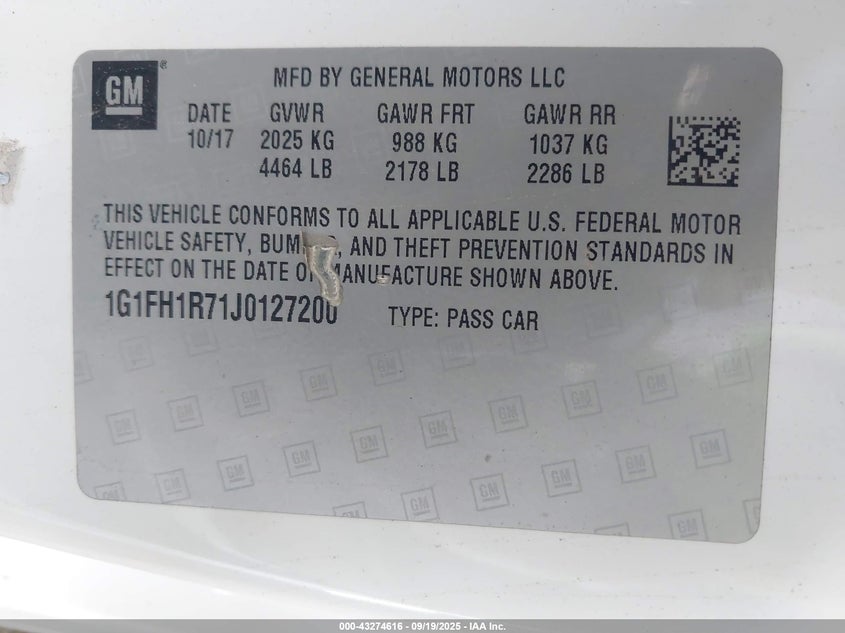 GM ®
MFD BY GENERAL MOTORS LLC
DATE GVWR GAWR FRT GAWR RR
10/17 2025 KG 988 KG 1037 KG
4464 LB 2178 LB 2286 LB
THIS VEHICLE CONFORMS TO ALL APPLICABLE U.S. FEDERAL MOTOR
VEHICLE SAFETY, BUMPER, AND THEFT PREVENTION STANDARDS IN
EFFECT ON THE DATE OF MANUFACTURE SHOWN ABOVE.
1G1FH1R71J0127200 TYPE: PASS CAR
000-43274616 - 09/19/2025 - IAA Inc.